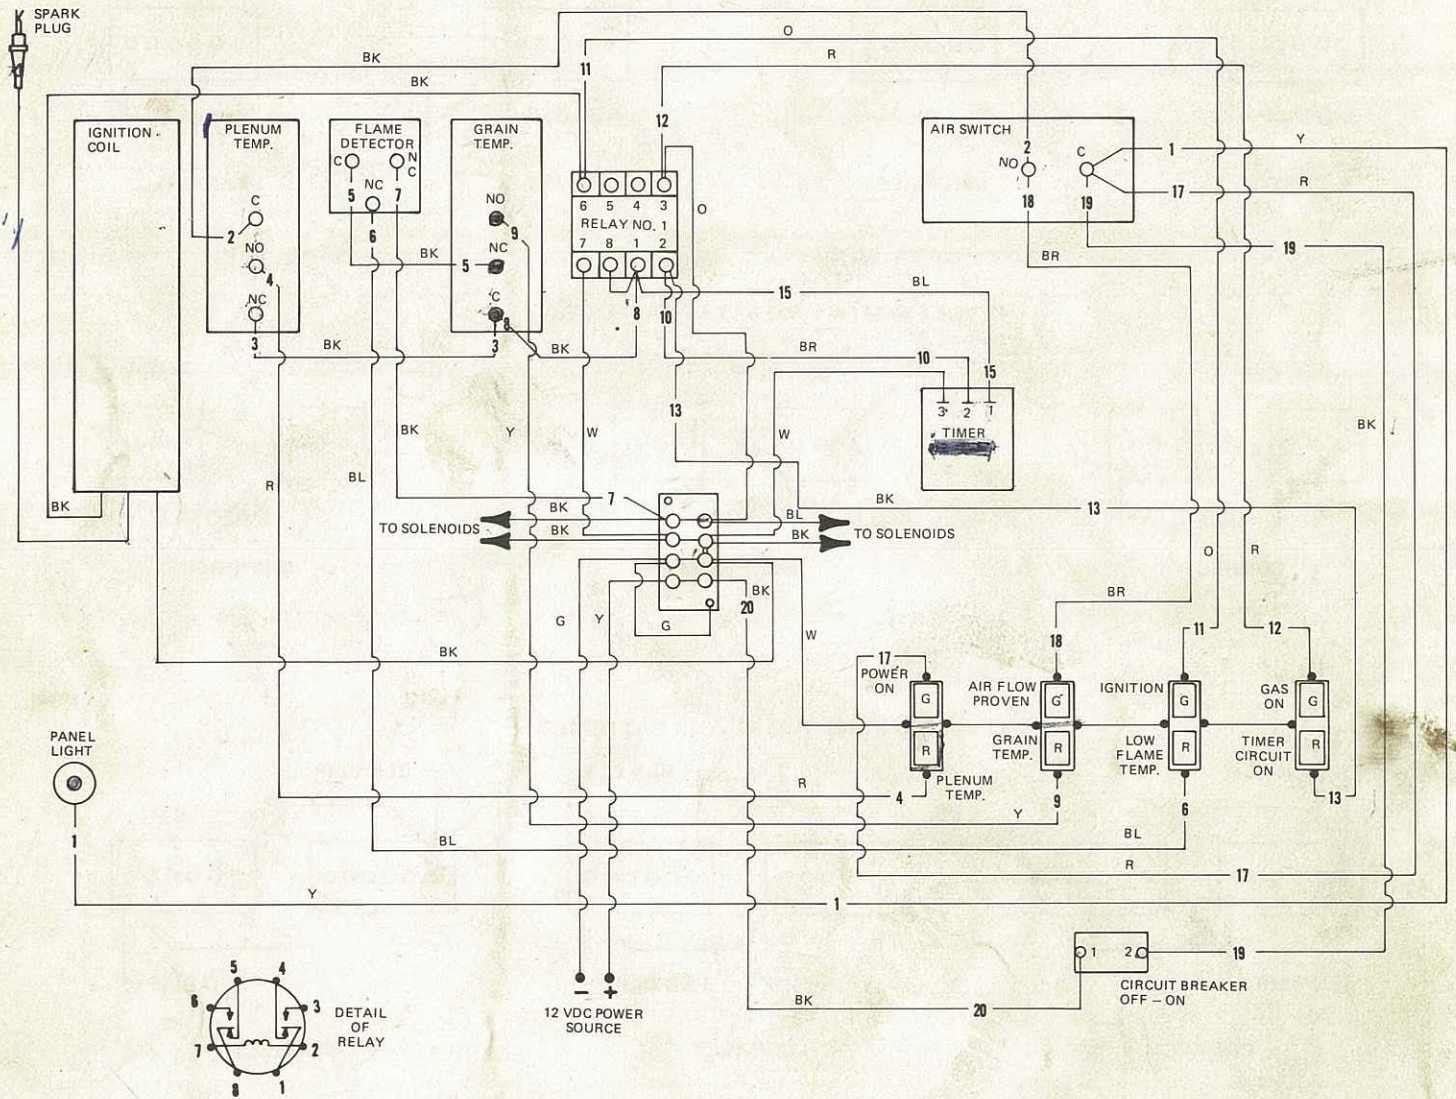 SPARK
PLUG
BK
BK
O
R
11
12
IGNITION
COIL
PLENUM
TEMP.
C
2
NO
4
NC
3
FLAME
DETECTOR
C
N
C
NC
5
7
6
GRAIN
TEMP.
NO
9
NC
5
C
8
3
BK
BK
BK
6 5 4 3
RELAY NO. 1
7 8 1 2
8
10
O
AIR SWITCH
2
NO
C
18
19
1
Y
17
R
19
BR
15
BL
BR
10
15
3 2 1
TIMER
13
W
W
BK
Y
R
BL
BK
BK
7
BK
BK
TO SOLENOIDS
BL
BK
TO SOLENOIDS
BK
13
BK
20
G
Y
G
BK
W
O
R
BR
18
11
12
17
POWER
ON
G
R
PLENUM
TEMP.
4
AIR FLOW
PROVEN
G
GRAIN
TEMP.
R
9
IGNITION
G
LOW
FLAME
TEMP.
R
6
GAS
ON
G
TIMER
CIRCUIT
ON
R
13
PANEL
LIGHT
1
R
Y
BL
R
17
Y
1
BK
20
1 2
19
CIRCUIT BREAKER
OFF – ON
– +
12 VDC POWER
SOURCE
5 4
6 3
7 2
8 1
DETAIL
OF
RELAY